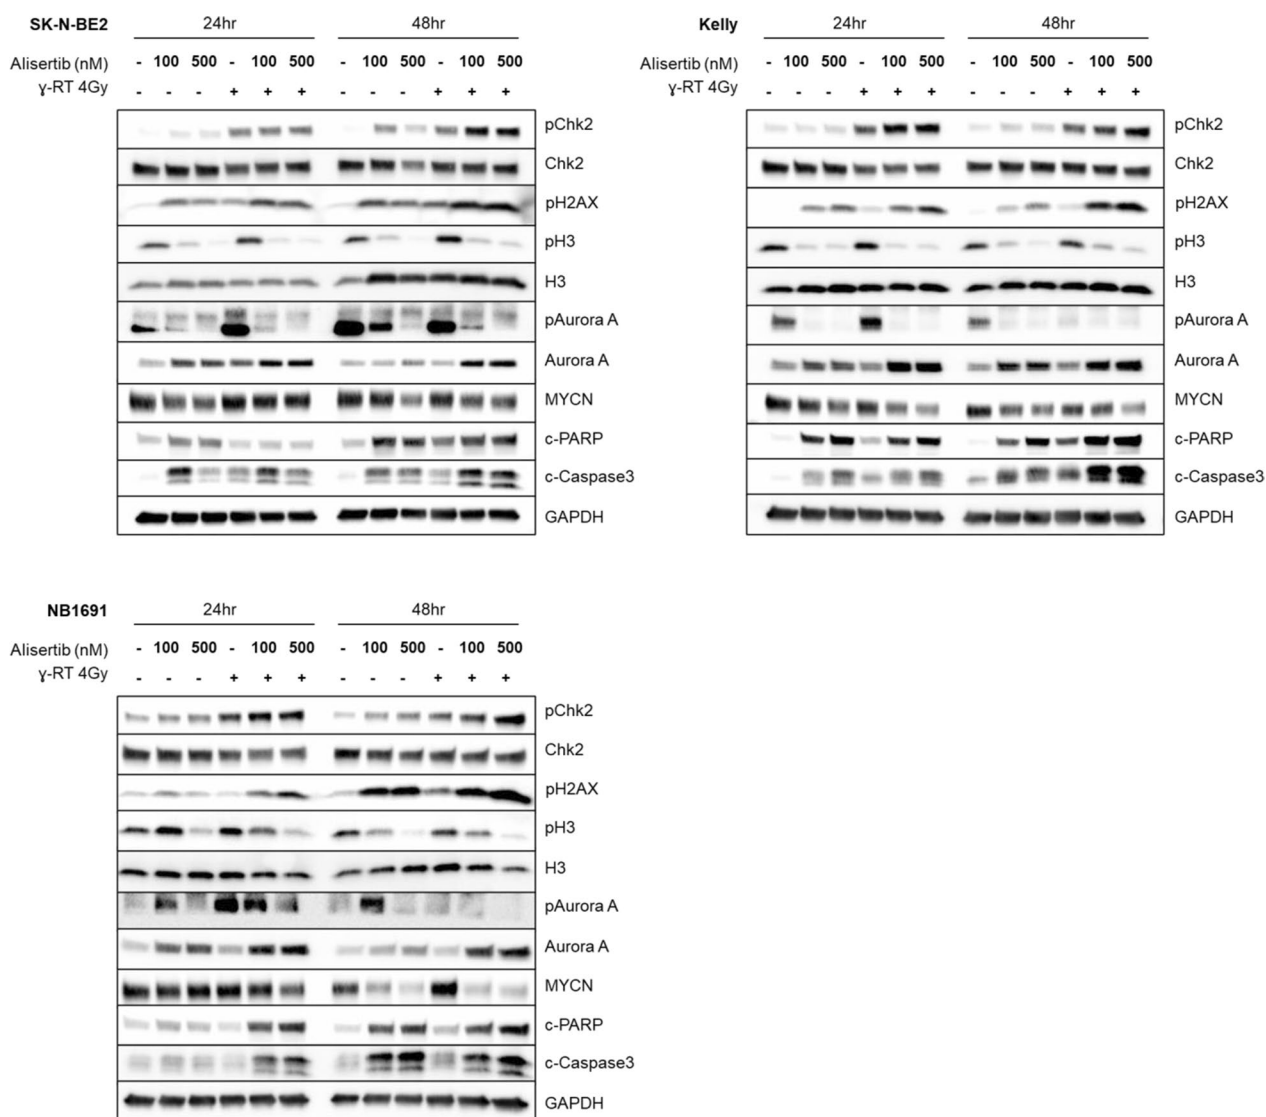 SK-N-BE2 24hr 48hr
Alisertib (nM) - 100 500 - 100 500 - 100 500 - 100 500
ɣ-RT 4Gy - - - + + + - - - + + +
pChk2
Chk2
pH2AX
pH3
H3
pAurora A
Aurora A
MYCN
c-PARP
c-Caspase3
GAPDH
Kelly 24hr 48hr
Alisertib (nM) - 100 500 - 100 500 - 100 500 - 100 500
ɣ-RT 4Gy - - - + + + - - - + + +
pChk2
Chk2
pH2AX
pH3
H3
pAurora A
Aurora A
MYCN
c-PARP
c-Caspase3
GAPDH
NB1691 24hr 48hr
Alisertib (nM) - 100 500 - 100 500 - 100 500 - 100 500
ɣ-RT 4Gy - - - + + + - - - + + +
pChk2
Chk2
pH2AX
pH3
H3
pAurora A
Aurora A
MYCN
c-PARP
c-Caspase3
GAPDH